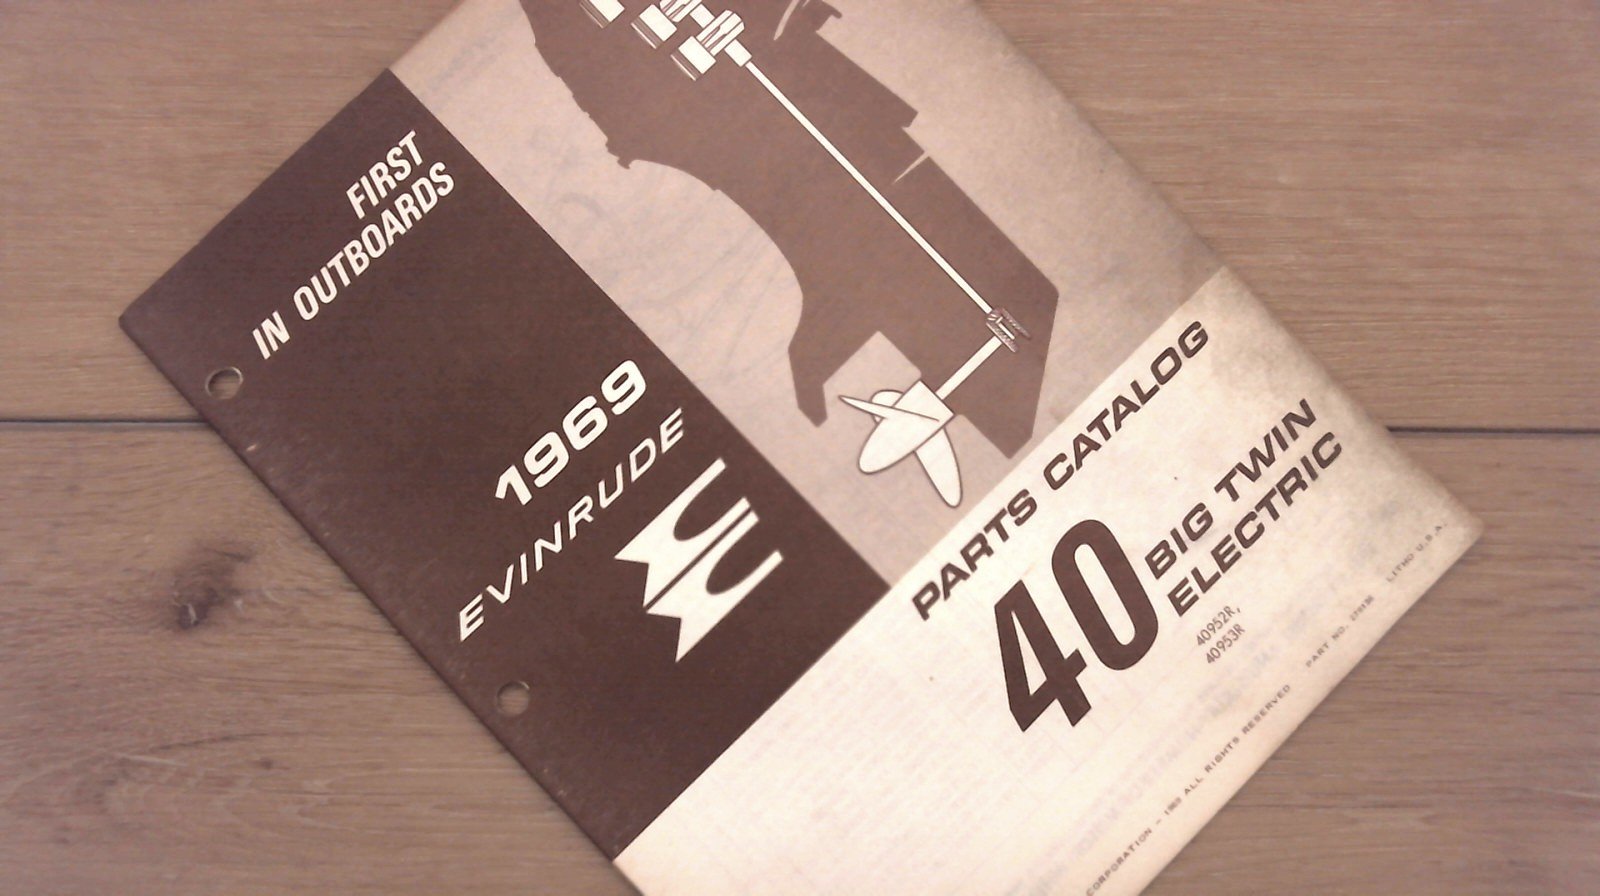 FIRST
IN OUTBOARDS
1969
EVINRUDE
PARTS CATALOG
40
BIG TWIN
ELECTRIC
40952R,
40953R
CORPORATION – 1969 ALL RIGHTS RESERVED
PART NO.
LITHO U.S.A.